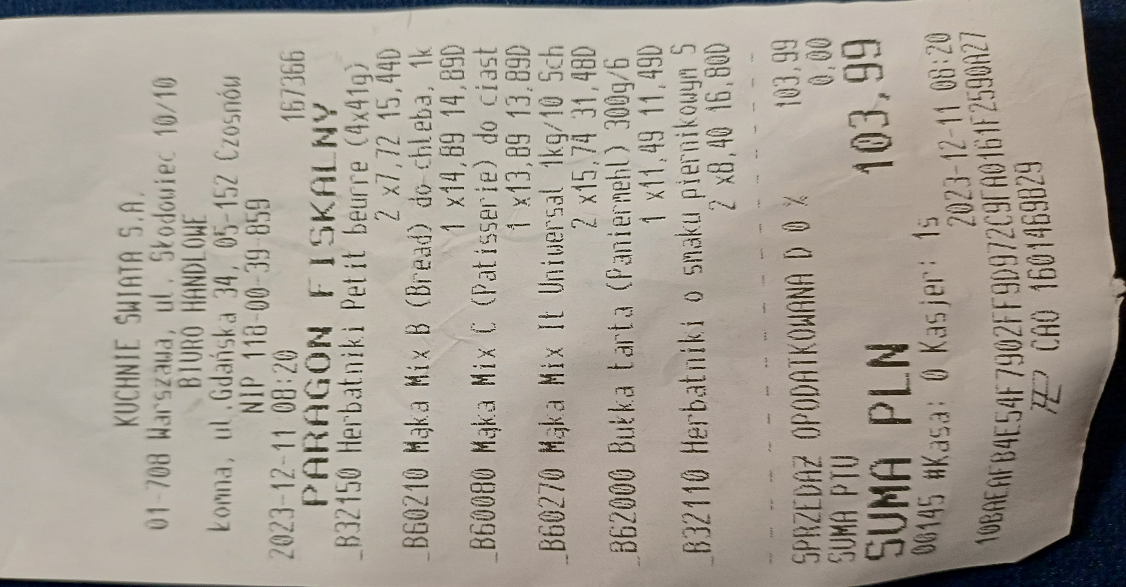 KUCHNIE ŚWIATA S.A.
01-708 Warszawa, ul. Słodowiec 10/10
BIURO HANDLOWE
Łomna, ul.Gdańska 34, 05-152 Czosnów
NIP 118-00-39-859
2023-12-11 08:20 167366
PARAGON FISKALNY
_B32150 Herbatniki Petit beurre (4x41g)
2 x7,72 15,44D
_B60210 Mąka Mix B (Bread) do chleba, 1k
1 x14,89 14,89D
_B60080 Mąka Mix C (Patisserie) do ciast
1 x13,89 13,89D
_B60270 Mąka Mix It Universal 1kg/10 Sch
2 x15,74 31,48D
_B62000 Bułka tarta (Paniermehl) 300g/6
1 x11,49 11,49D
_B32110 Herbatniki o smaku piernikowym S
2 x8,40 16,80D
SPRZEDAŻ OPODATKOWANA D 0 % 103,99
SUMA PTU 0,00
SUMA PLN 103,99
00145 #Kasa: 0 Kasjer: 1s 2023-12-11 08:20
10BAEAFB4E54F7902FF9D972C9FA0161F2590A27
CAO 1601469829